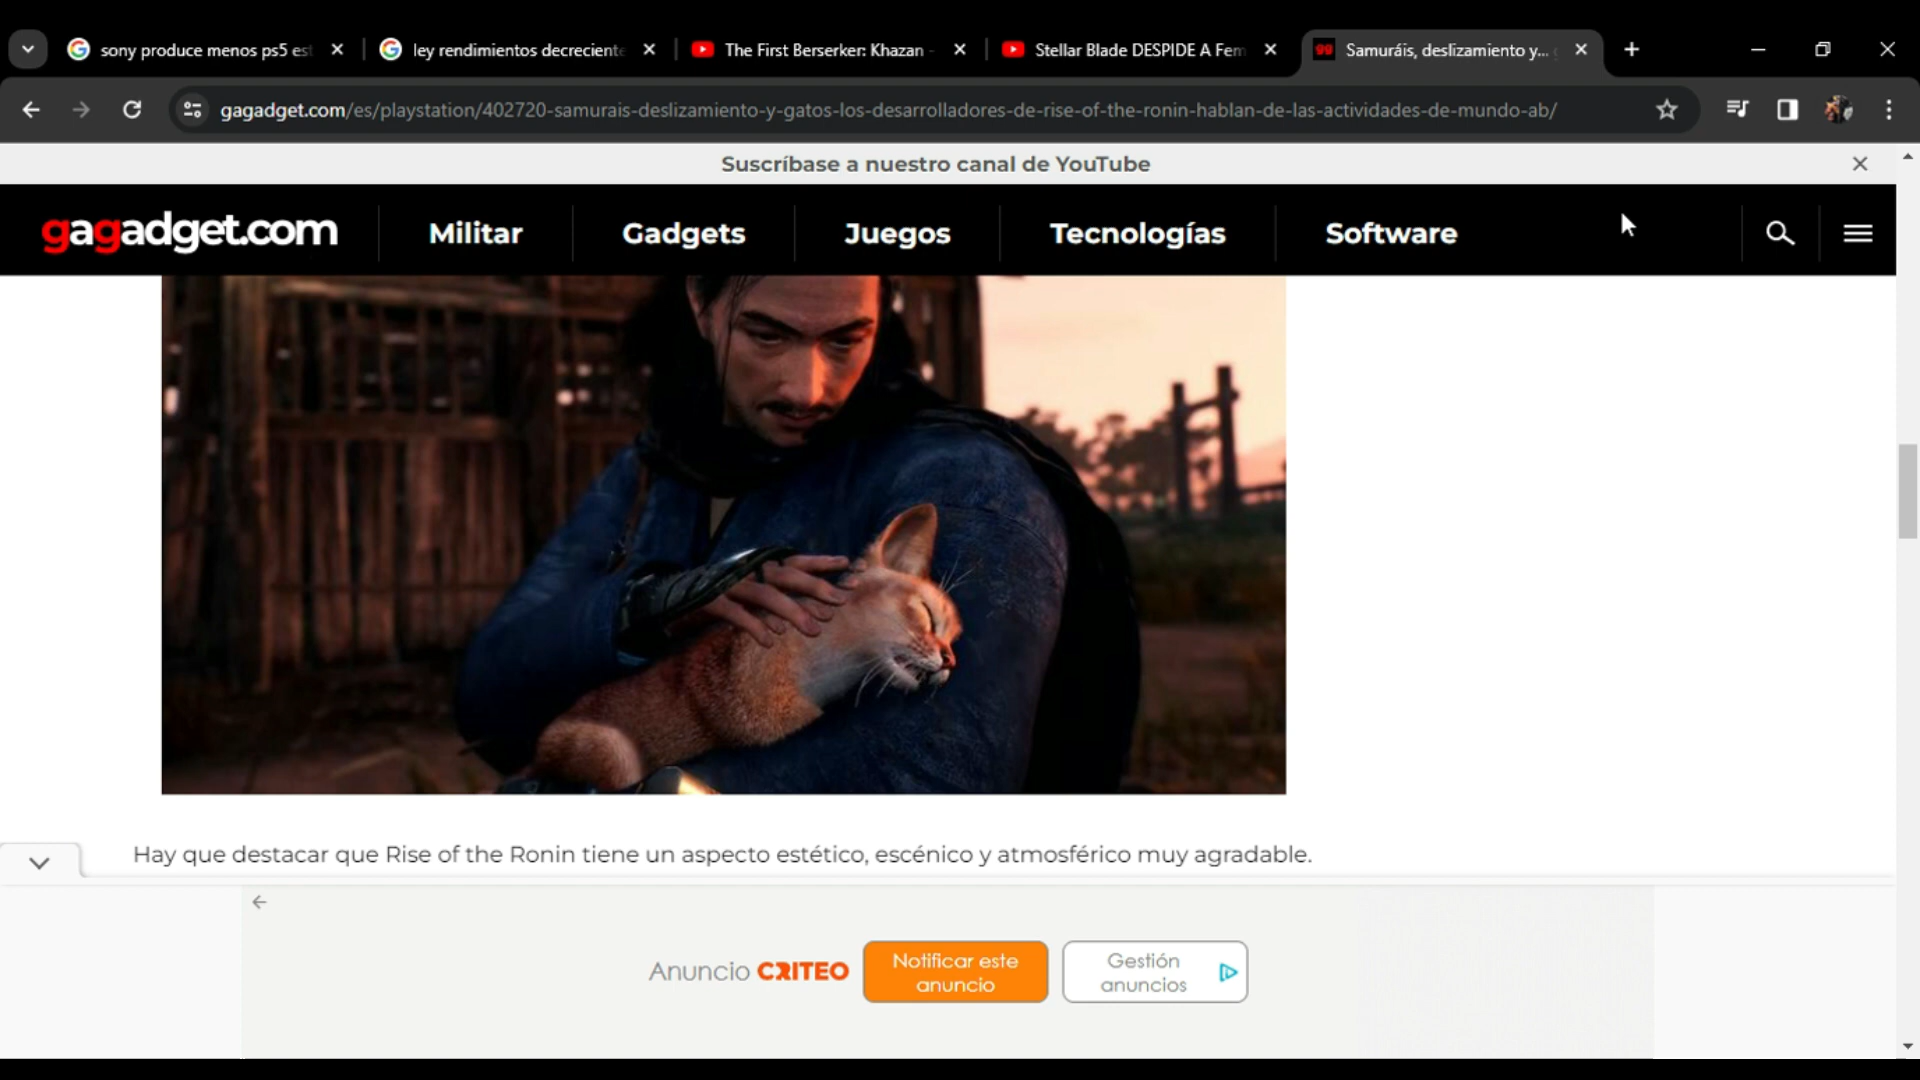 sony produce menos ps5 es
ley rendimientos decreciente
The First Berserker: Khazan -
Stellar Blade DESPIDE A Fem
Samuráis, deslizamiento y...
gagadget.com/es/playstation/402720-samurais-deslizamiento-y-gatos-los-desarrolladores-de-rise-of-the-ronin-hablan-de-las-actividades-de-mundo-ab/
Suscríbase a nuestro canal de YouTube
gagadget.com
Militar
Gadgets
Juegos
Tecnologías
Software
Hay que destacar que Rise of the Ronin tiene un aspecto estético, escénico y atmosférico muy agradable.
Anuncio CRITEO
Notificar este
anuncio
Gestión
anuncios